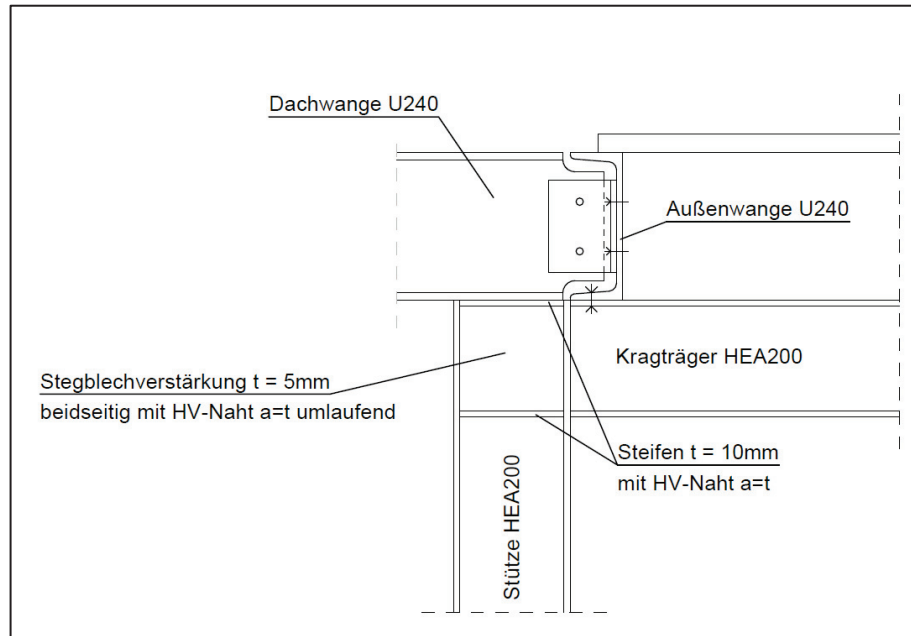 Dachwange U240
Außenwange U240
Kragträger HEA200
Stegblechverstärkung t = 5mm
beidseitig mit HV-Naht a=t umlaufend
Steifen t = 10mm
mit HV-Naht a=t
Stütze HEA200